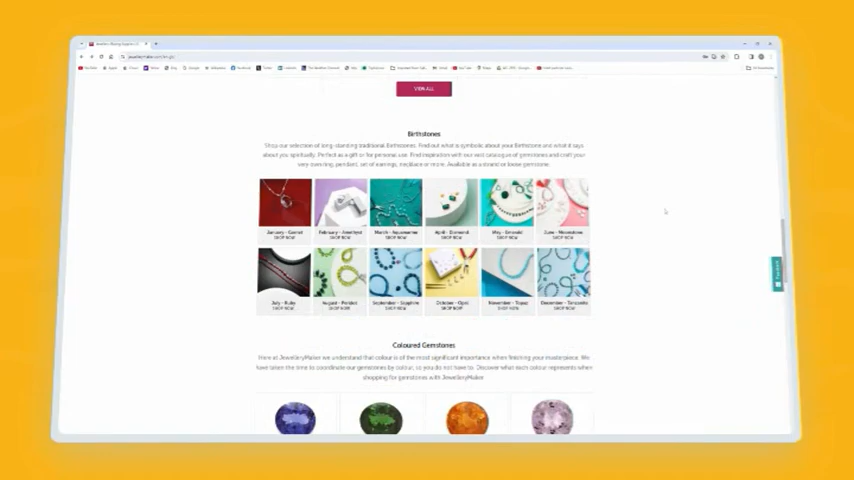 VIEW ALL
Birthstones
Shop our selection of long-standing traditional Birthstones. Find out what is symbolic about your Birthstone and what it says
about you spiritually. Perfect as a gift or for personal use. Find inspiration with our vast catalogue of gemstones and craft your
very own ring, pendant, set of earrings, necklace or more. Available as a strand or loose gemstone.
January - Garnet
SHOP NOW
February - Amethyst
SHOP NOW
March - Aquamarine
SHOP NOW
April - Diamond
SHOP NOW
May - Emerald
SHOP NOW
June - Moonstone
SHOP NOW
July - Ruby
SHOP NOW
August - Peridot
SHOP NOW
September - Sapphire
SHOP NOW
October - Opal
SHOP NOW
November - Topaz
SHOP NOW
December - Tanzanite
SHOP NOW
Coloured Gemstones
Here at JewelleryMaker we understand that colour is of the most significant importance when finishing your masterpiece. We
have taken the time to coordinate our gemstones by colour, so you do not have to. Discover what each colour represents when
shopping for gemstones with JewelleryMaker